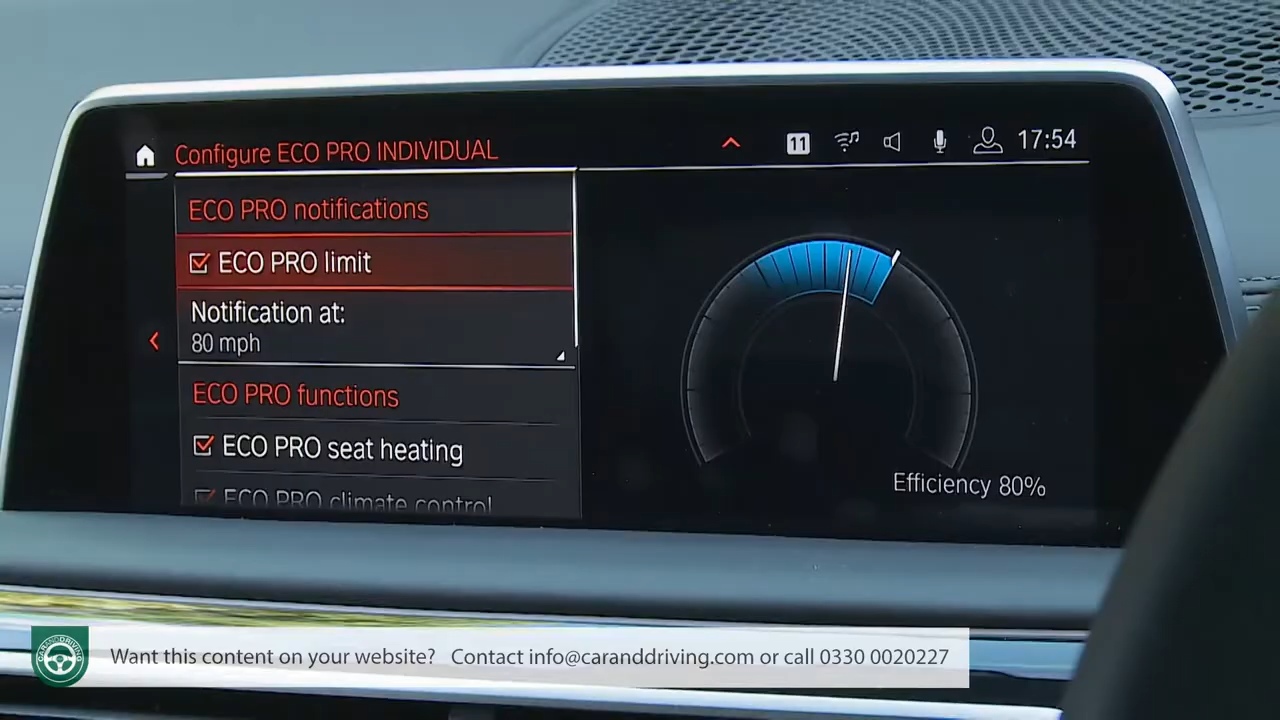 Configure ECO PRO INDIVIDUAL
11
17:54
ECO PRO notifications
ECO PRO limit
Notification at:
80 mph
ECO PRO functions
ECO PRO seat heating
ECO PRO climate control
Efficiency 80%
CARANDDRIVING
Want this content on your website? Contact info@caranddriving.com or call 0330 0020227